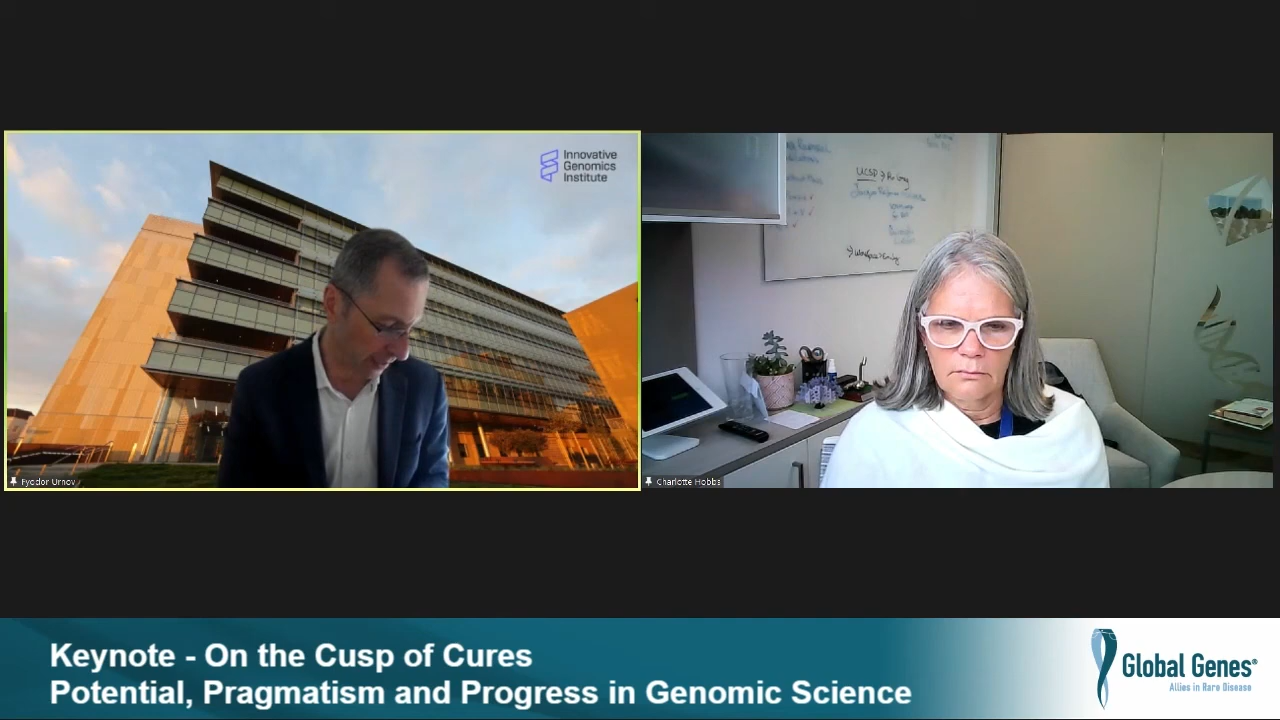 Innovative
Genomics
Institute
UCSD
Fyodor Urnov
Charlotte Hobbs
Keynote - On the Cusp of Cures
Potential, Pragmatism and Progress in Genomic Science
Global Genes®
Allies in Rare Disease